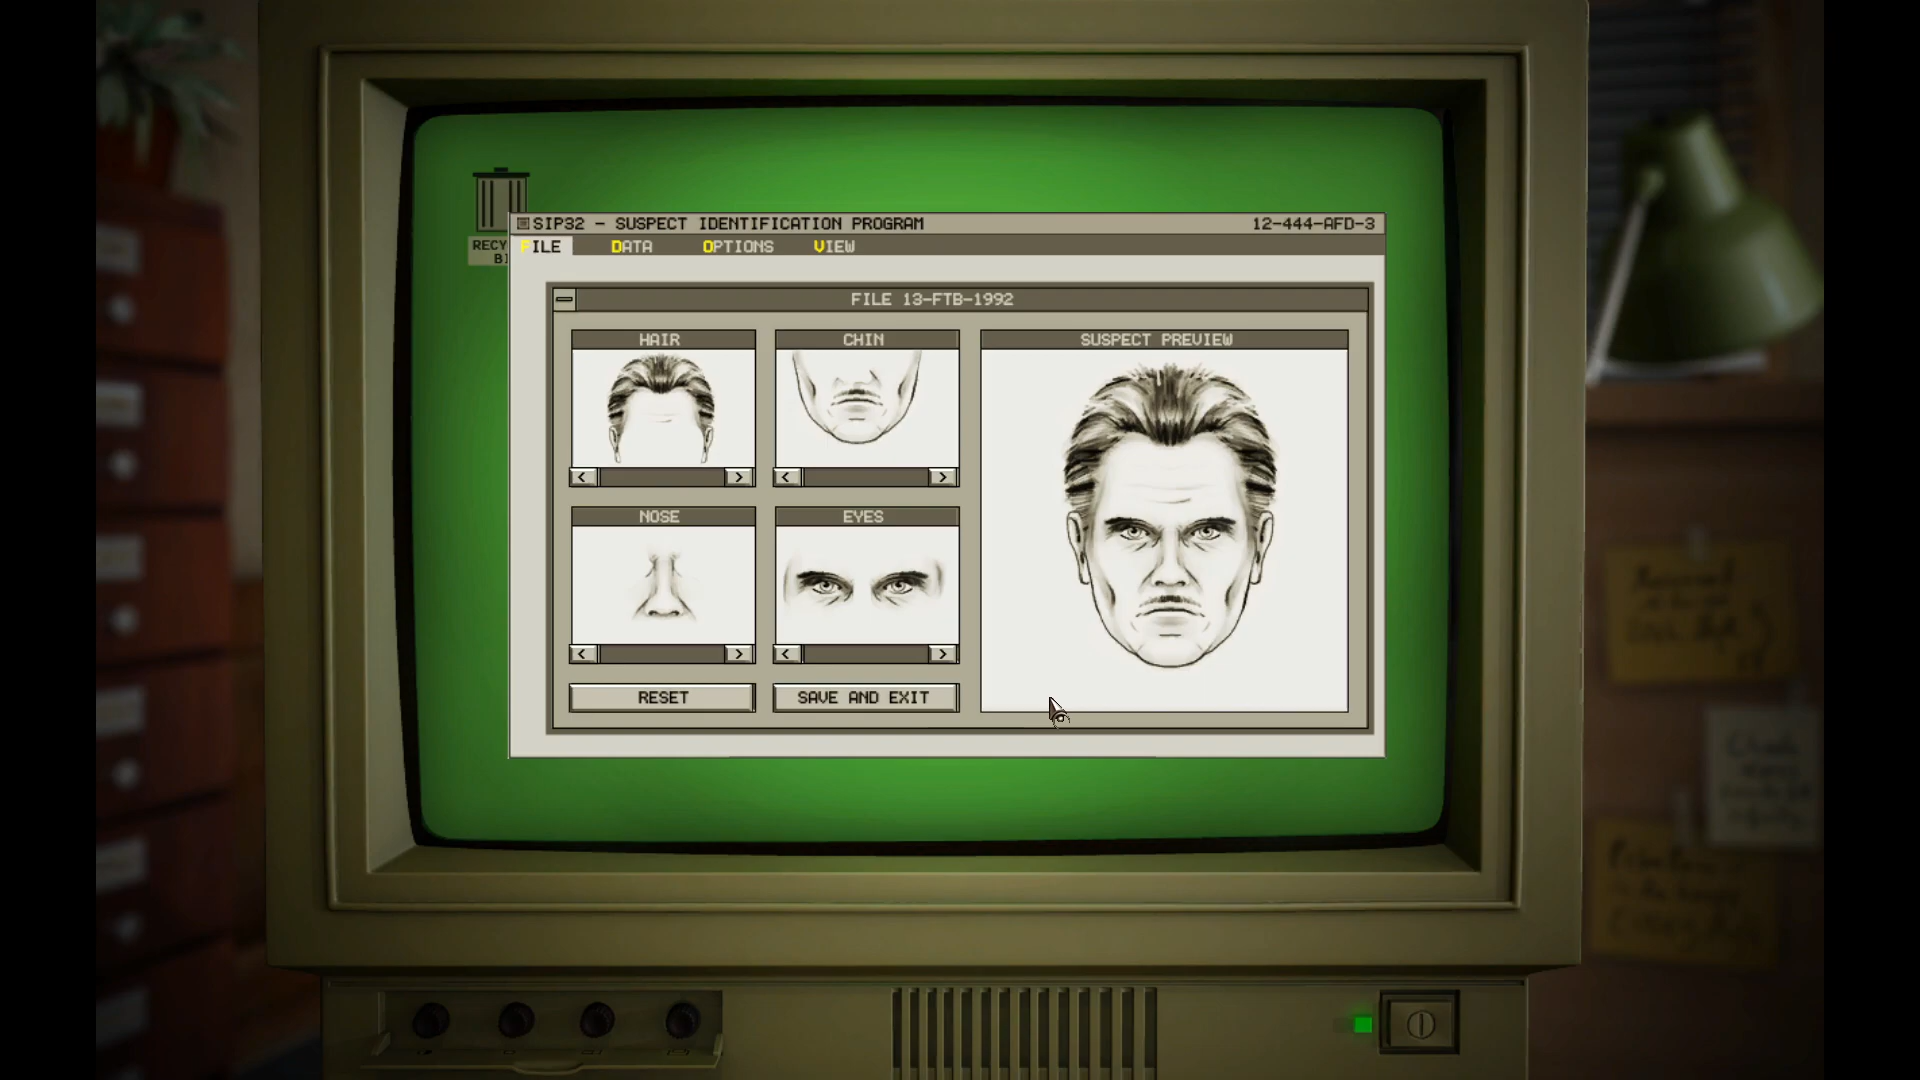 SIP32 - SUSPECT IDENTIFICATION PROGRAM
12-444-AFD-3
FILE DATA OPTIONS VIEW
FILE 13-FTB-1992
HAIR
CHIN
SUSPECT PREVIEW
< >
< >
NOSE
EYES
< >
< >
RESET
SAVE AND EXIT